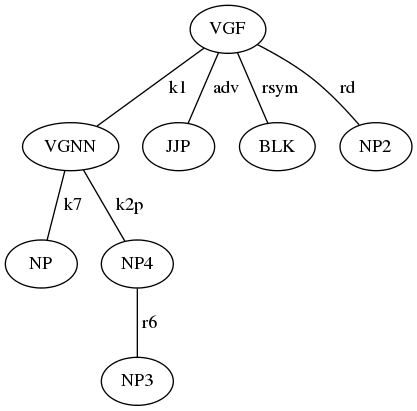 VGF
k1 adv rsym rd
VGNN JJP BLK NP2
k7 k2p
NP NP4
r6
NP3